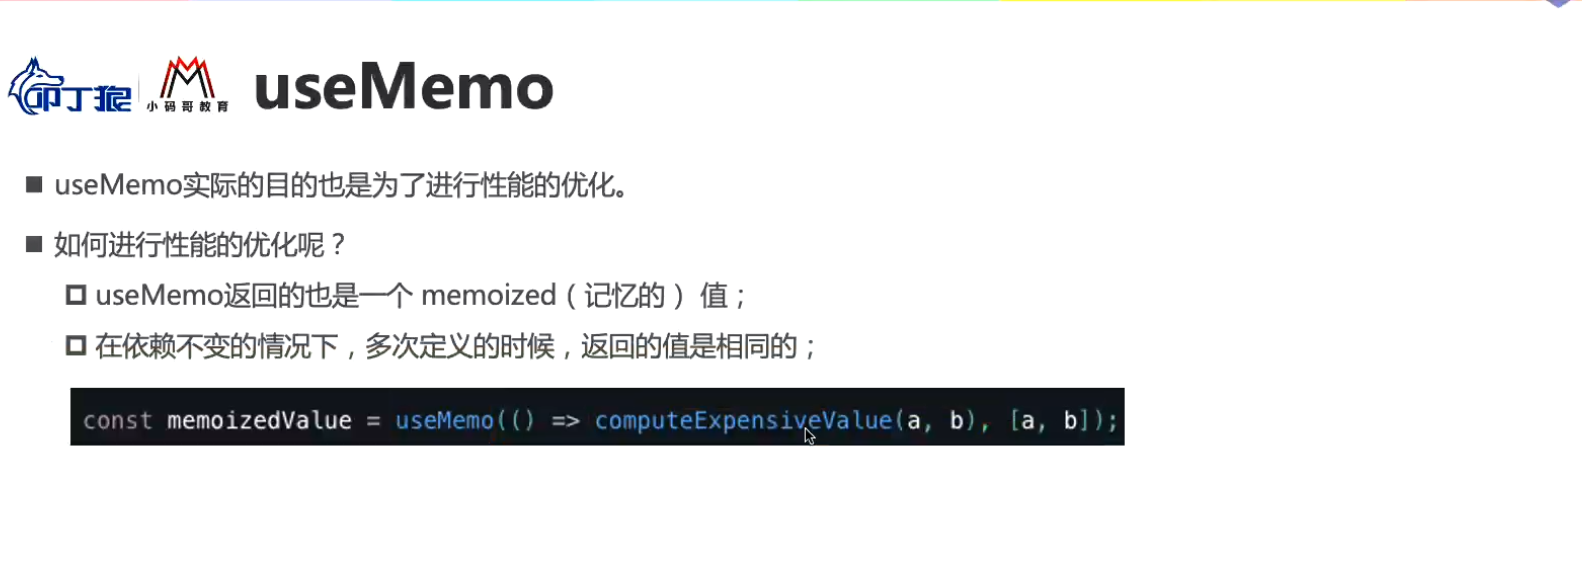 叩丁狼
小码哥教育
useMemo
useMemo实际的目的也是为了进行性能的优化。
如何进行性能的优化呢？
useMemo返回的也是一个 memoized（记忆的） 值；
在依赖不变的情况下，多次定义的时候，返回的值是相同的；
const memoizedValue = useMemo(() => computeExpensiveValue(a, b), [a, b]);